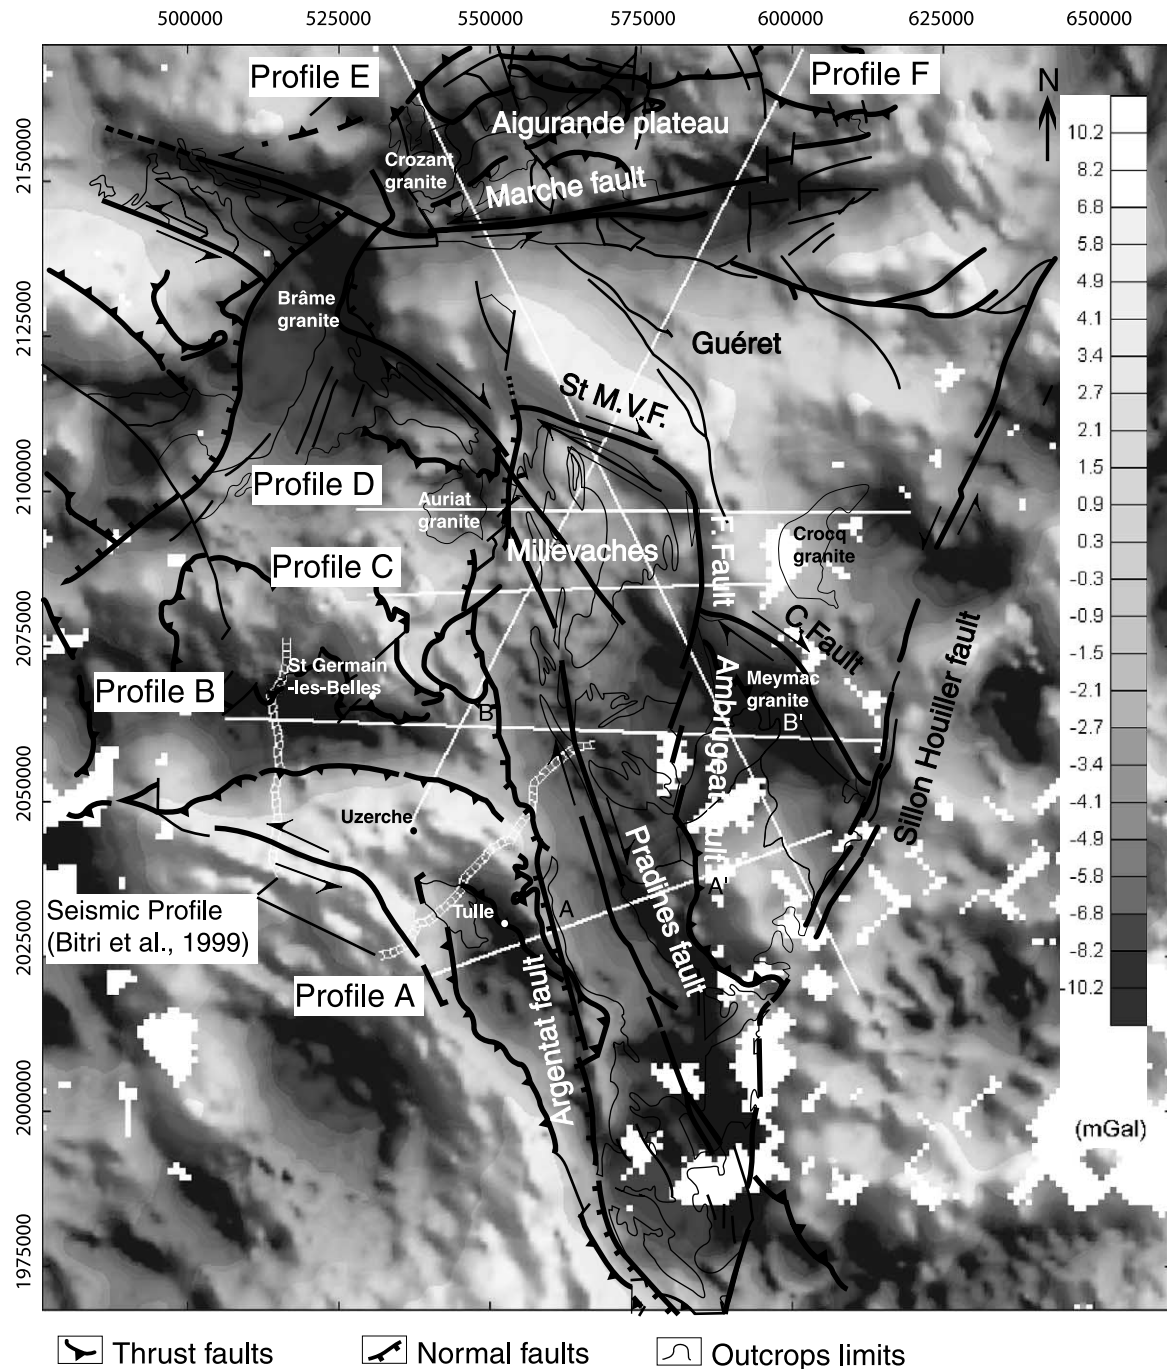 500000 525000 550000 575000 600000 625000 650000
Profile E
Profile F
N
Aigurande plateau
Crozant
granite
Marche fault
2150000
2125000
2100000
2075000
2050000
2025000
2000000
1975000
Brâme
granite
Guéret
St M.V.F.
Profile D
Auriat
granite
Millevaches
F. Fault
Crocq
granite
Profile C
C.Fault
St Germain
-les-Belles
Profile B
B
Meymac
granite
B'
Ambrugeat fault
Sillon Houiller fault
Uzerche
Pradines fault
A'
Seismic Profile
(Bitri et al., 1999)
Tulle
A
Profile A
Argentat fault
10.2
8.2
6.8
5.8
4.9
4.1
3.4
2.7
2.1
1.5
0.9
0.3
-0.3
-0.9
-1.5
-2.1
-2.7
-3.4
-4.1
-4.9
-5.8
-6.8
-8.2
-10.2
(mGal)
Thrust faults
Normal faults
Outcrops limits